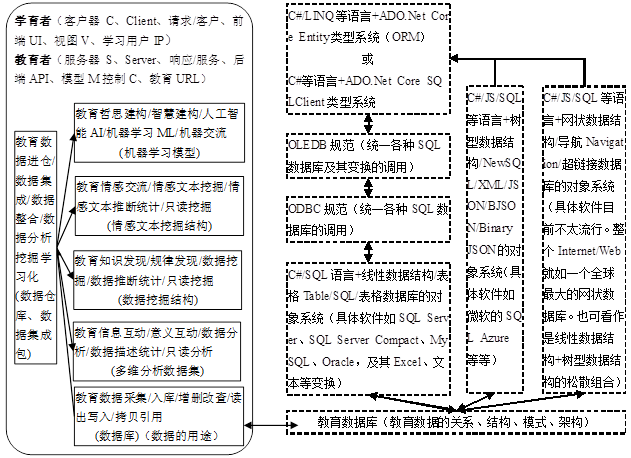 学习者（客户器 C、Client、请求/客户、前
端 UI、视图 V、学习用户 IP）
教育者（服务器 S、Server、响应/服务、后
端 API、模型 M 控制 C、教育 URL）
教育
数据
进仓/
数据
集成/
数据
整合/
数据
分析
挖掘
学习
化
(数据
仓库、
数据
集成
包)
教育哲思建构/智慧建构/人工智
能 AI/机器学习 ML/机器交流
(机器学习模型)
教育情感交流/情感文本挖掘/情
感文本推断统计/只读挖掘
(情感文本挖掘结构)
教育知识发现/规律发现/数据挖
掘/数据推断统计/只读挖掘
(数据挖掘结构)
教育信息互动/意义互动/数据分
析/数据描述统计/只读分析
(多维分析数据集)
教育数据采集/入库/增删改查/读
出写入/拷贝引用
(数据库)（数据的用途）
C#/LINQ 等语言+ADO.Net Cor
e Entity类型系统（ORM）
或
C#等语言+ADO.Net Core SQ
LClient 类型系统
OLEDB 规范（统一各种 SQL
数据库及其变换的调用）
ODBC 规范（统一各种 SQL 数
据库的调用）
C#/SQL 语言+线性数据结构/表
格 Table/SQL/表格数据库的对
象系统（具体软件如 SQL Serv
er、SQL Server Compact、My
SQL、Oracle，及其 Excel、文
本等变换）
C#/JS/SQL
等语言+树
型数据结
构/NewSQ
L/XML/JS
ON/BJSO
N/Binary
JSON 的对
象系统(具
体软件如
微软的 SQ
L Azure
等等）
C#/JS/SQL 等语
言+网状数据结
构/导航 Navigat
ion/超链接数据
库的对象系统
（具体软件目
前不太流行。整
个 Internet/Web
就如一个全球
最大的网状数
据库。也可看作
是线性数据结
构+树型数据结
构的松散组合）
教育数据库（教育数据的关系、结构、模式、架构）